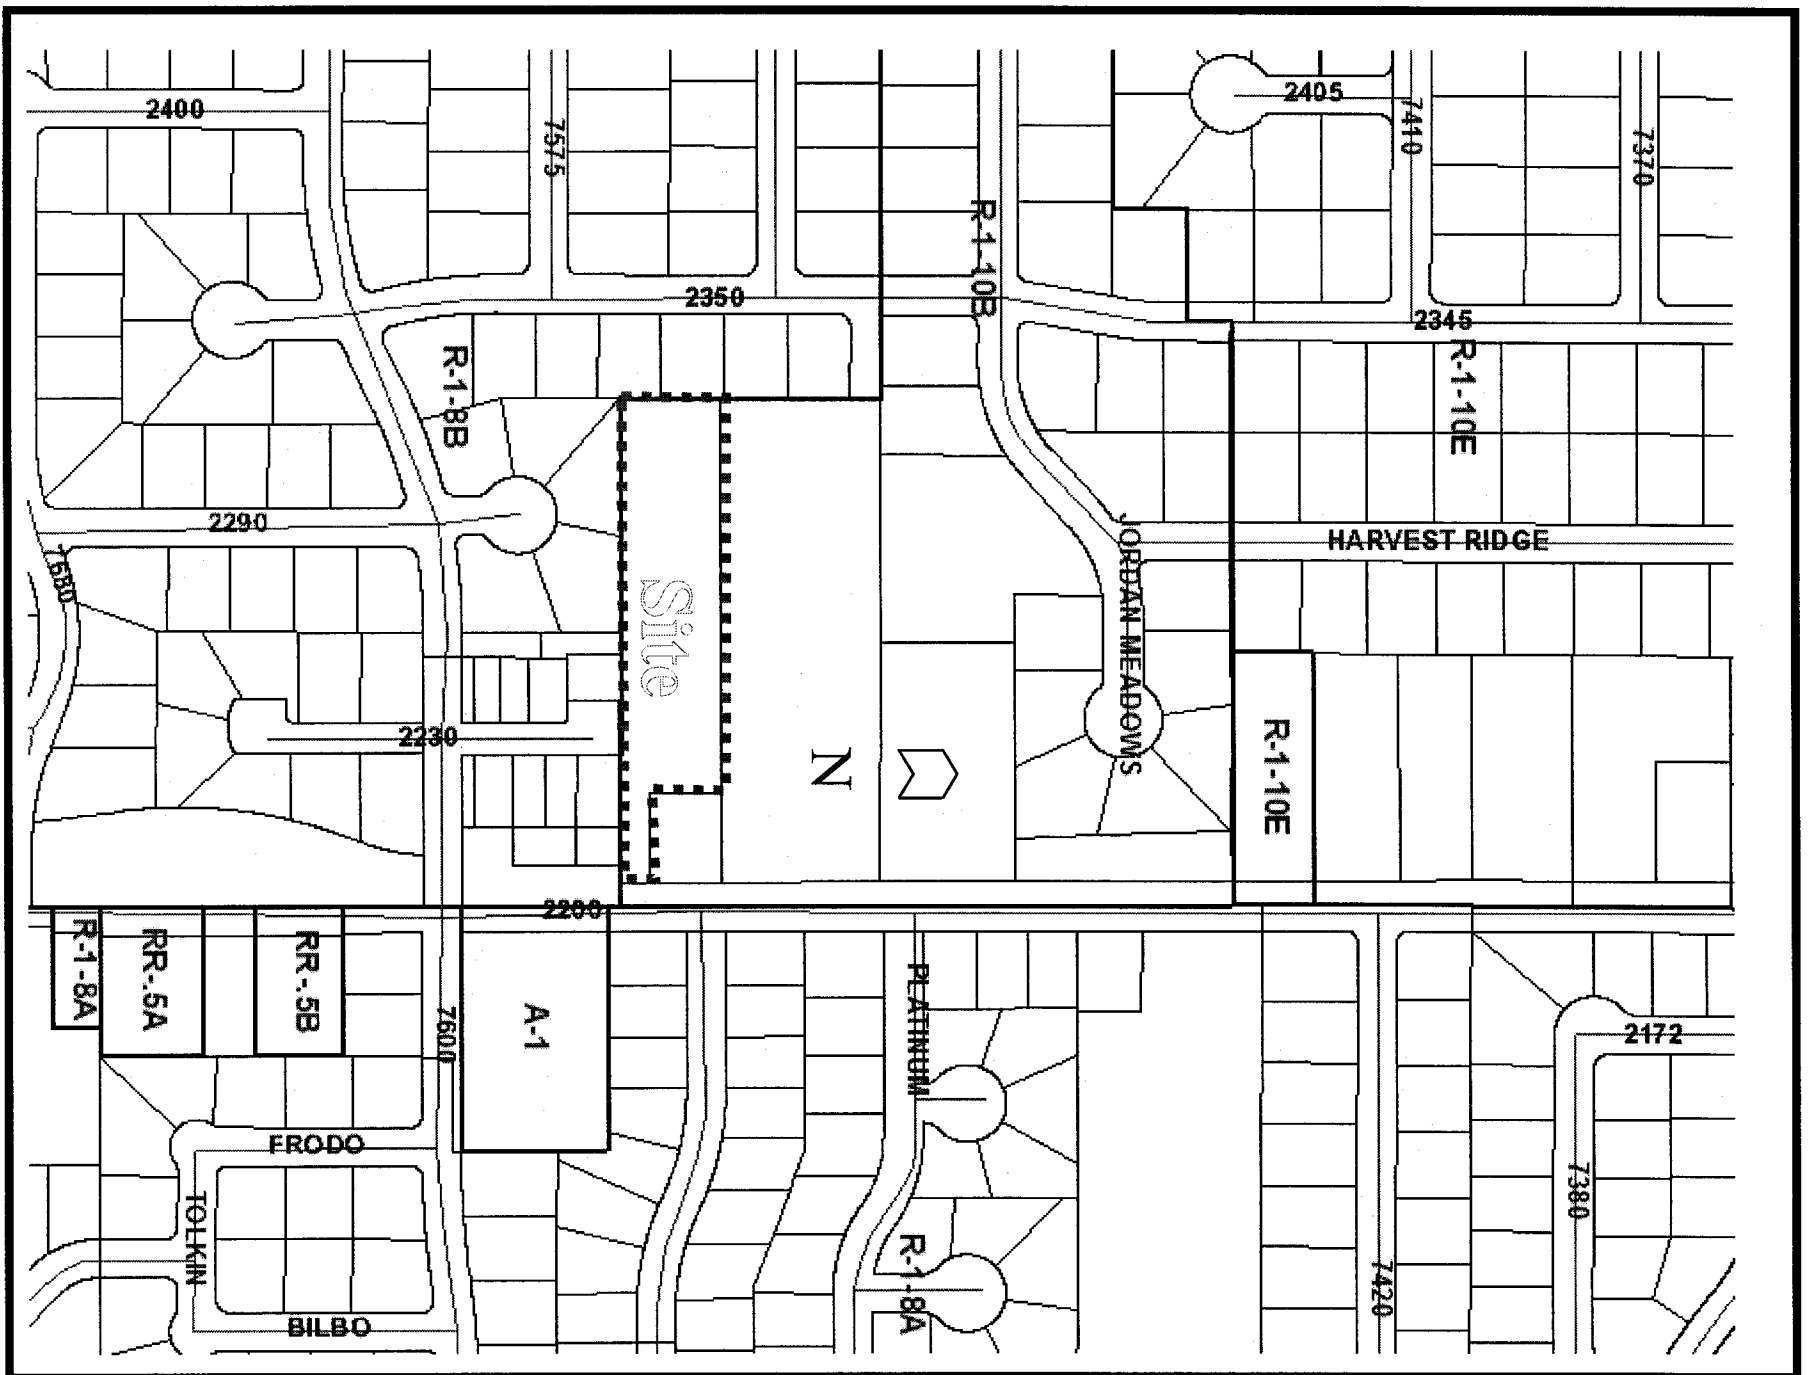 2400
7575
2405
7410
7370
R-1-10B
2350
2345
R-1-8B
R-1-10E
2290
7680
JORDAN MEADOWS
HARVEST RIDGE
Site
2230
N
R-1-10E
2200
R-1-8A
RR-.5A
RR-.5B
7600
A-1
PLATINUM
2172
FRODO
TOLKIN
7380
R-1-8A
7420
BILBO